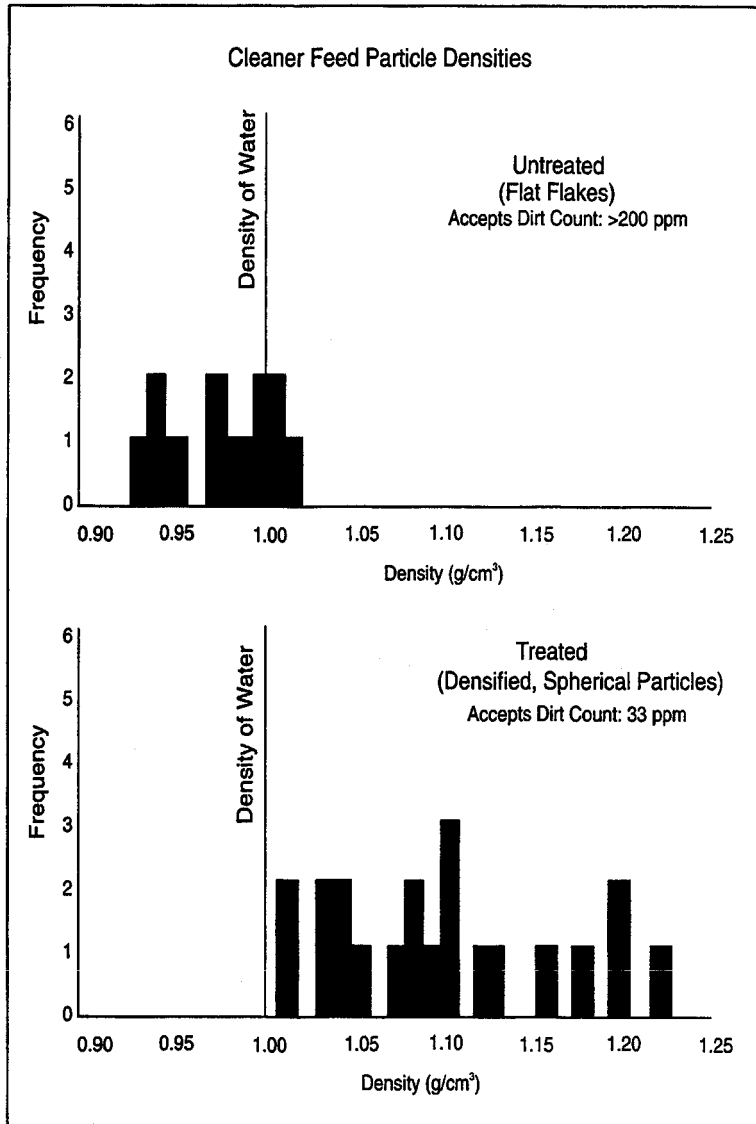 Cleaner Feed Particle Densities
6
5
4
3
2
1
0
Frequency
Density of Water
Untreated
(Flat Flakes)
Accepts Dirt Count: >200 ppm
0.90 0.95 1.00 1.05 1.10 1.15 1.20 1.25
Density (g/cm³)
6
5
4
3
2
1
0
Frequency
Density of Water
Treated
(Densified, Spherical Particles)
Accepts Dirt Count: 33 ppm
0.90 0.95 1.00 1.05 1.10 1.15 1.20 1.25
Density (g/cm³)